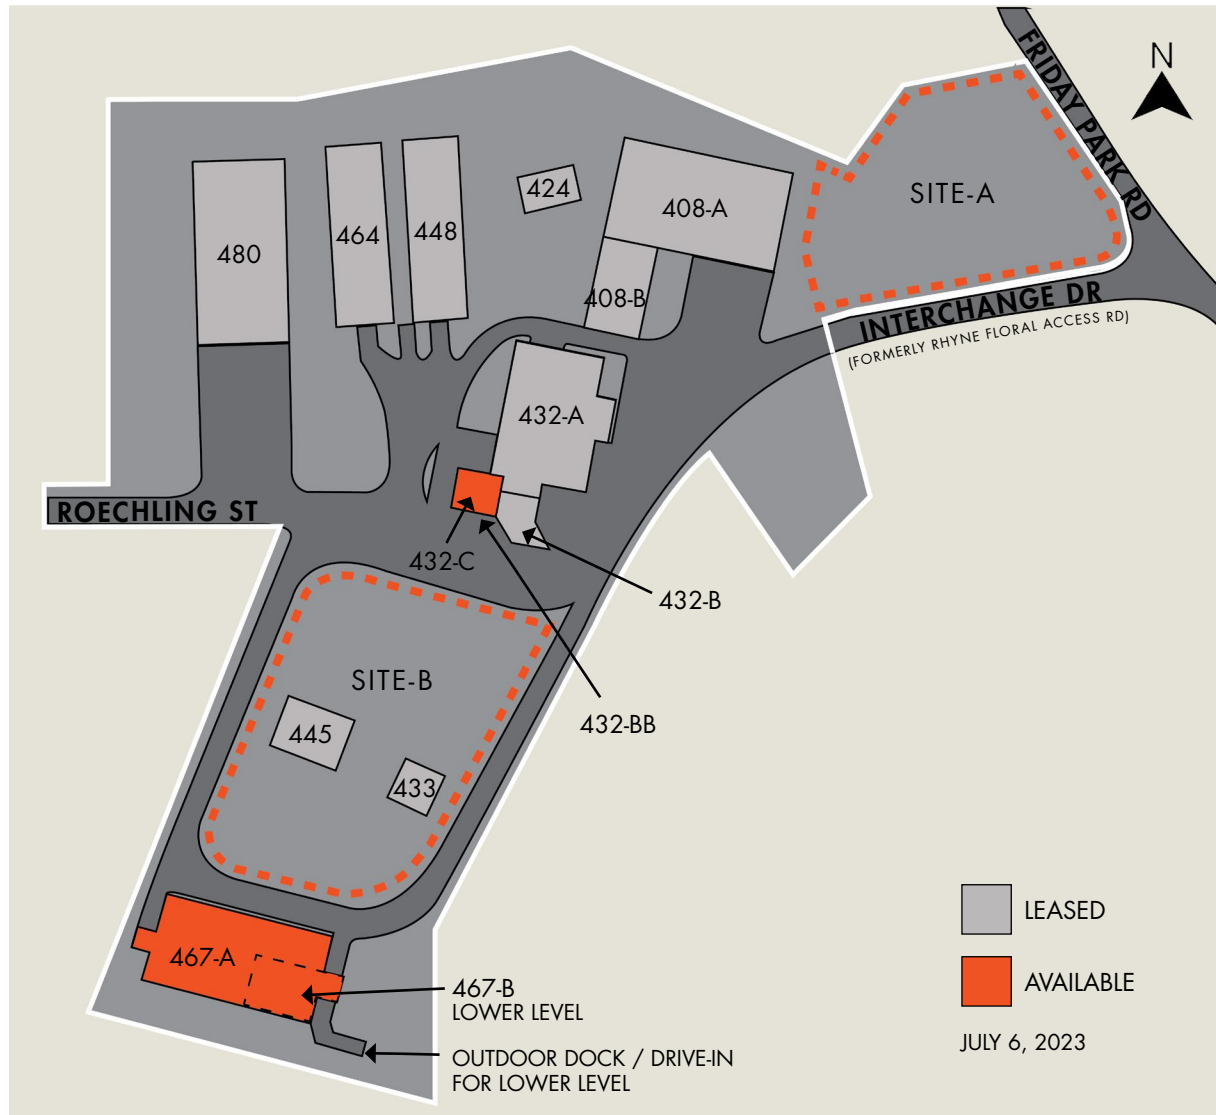 FRIDAY PARK RD
N
SITE-A
424
408-A
448
464
480
408-B
INTERCHANGE DR
(FORMERLY RHYNE FLORAL ACCESS RD)
432-A
ROECHLING ST
432-C
432-B
SITE-B
432-BB
445
433
LEASED
467-A
AVAILABLE
467-B
LOWER LEVEL
JULY 6, 2023
OUTDOOR DOCK / DRIVE-IN
FOR LOWER LEVEL